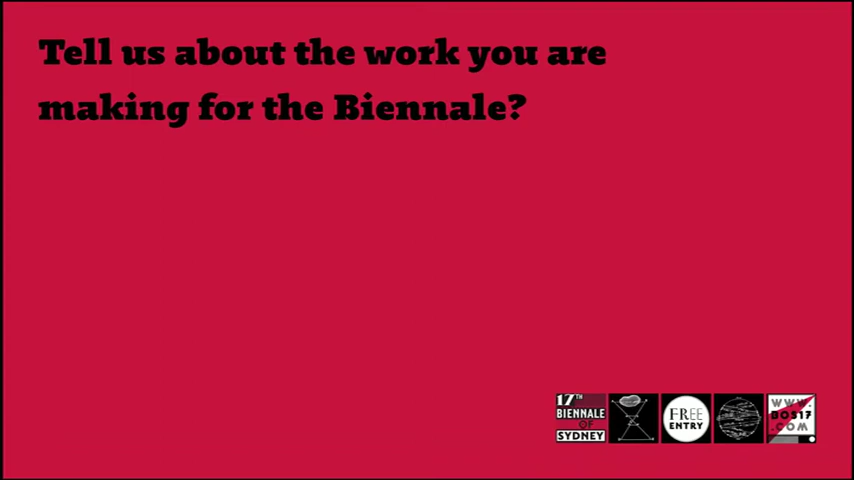 Tell us about the work you are
making for the Biennale?
17TH
BIENNALE
OF
SYDNEY
FREE
ENTRY
WWW.
BOS17
.COM